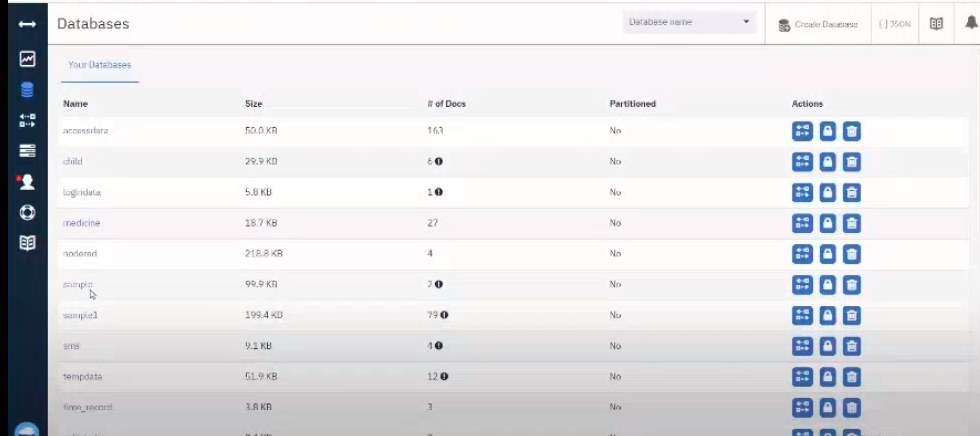 Databases
Database name
Create Database
{ } JSON
Your Databases
Name Size # of Docs Partitioned Actions
accessdata 50.0 KB 163 No
child 29.9 KB 6 No
logindata 5.8 KB 1 No
medicine 18.7 KB 27 No
nodered 218.8 KB 4 No
sample 99.9 KB 2 No
sample1 199.4 KB 79 No
sms 9.1 KB 4 No
tempdata 51.9 KB 12 No
time_record 3.8 KB 3 No